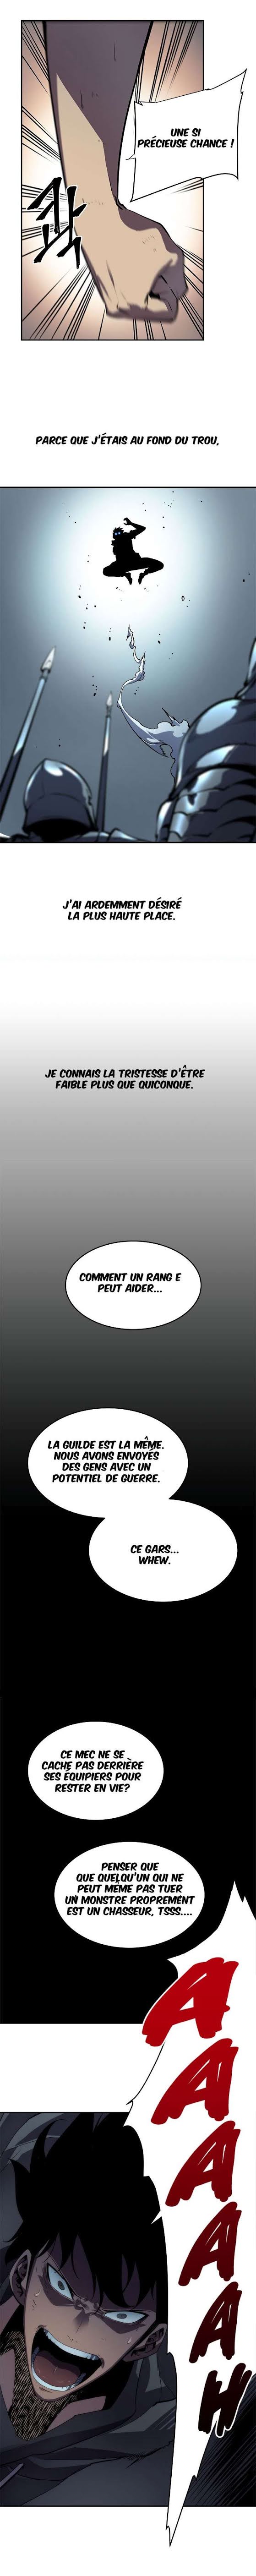 UNE SI
PRÉCIEUSE CHANCE !
콱
PARCE QUE J'ÉTAIS AU FOND DU TROU,
J'AI ARDEMMENT DÉSIRÉ
LA PLUS HAUTE PLACE.
JE CONNAIS LA TRISTESSE D'ÊTRE
FAIBLE PLUS QUE QUICONQUE.
COMMENT UN RANG E
PEUT AIDER...
LA GUILDE EST LA MÊME.
NOUS AVONS ENVOYÉS
DES GENS AVEC UN
POTENTIEL DE GUERRE.
CE GARS...
WHEW.
CE MEC NE SE
CACHE PAS DERRIÈRE
SES ÉQUIPIERS POUR
RESTER EN VIE?
PENSER QUE
QUE QUELQU'UN QUI NE
PEUT MÊME PAS TUER
UN MONSTRE PROPREMENT
EST UN CHASSEUR, TSSS....
A
A
A
A
A
H